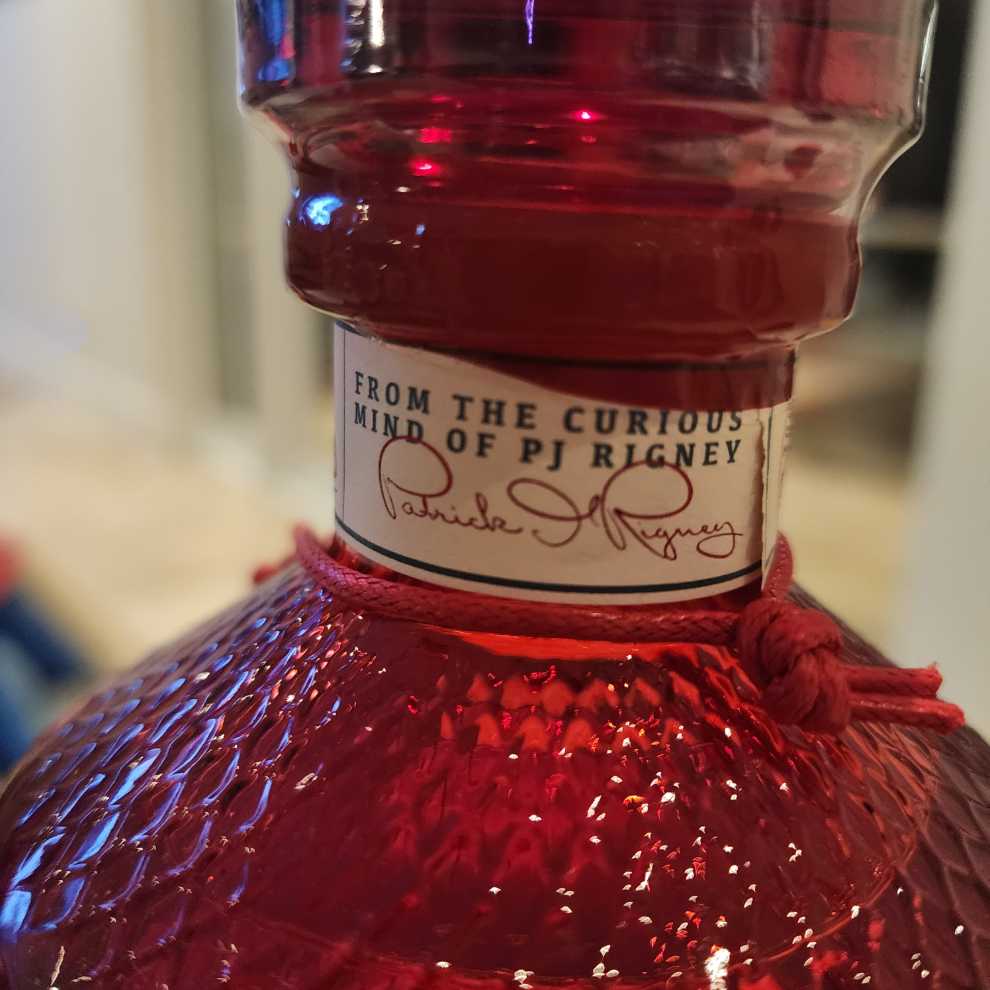 FROM THE CURIOUS
MIND OF PJ RIGNEY
Patrick J Rigney